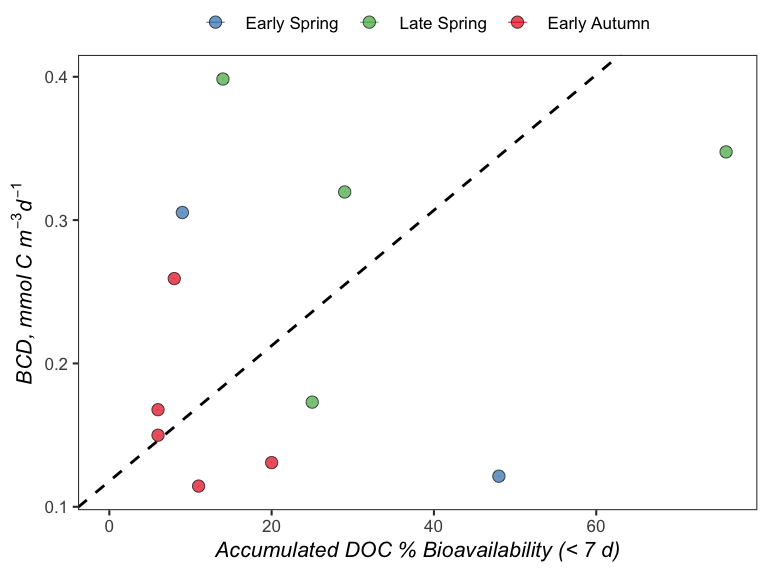 Early Spring Late Spring Early Autumn
0.4
0.3
0.2
0.1
BCD, mmol C m⁻³d⁻¹
0 20 40 60
Accumulated DOC % Bioavailability (< 7 d)